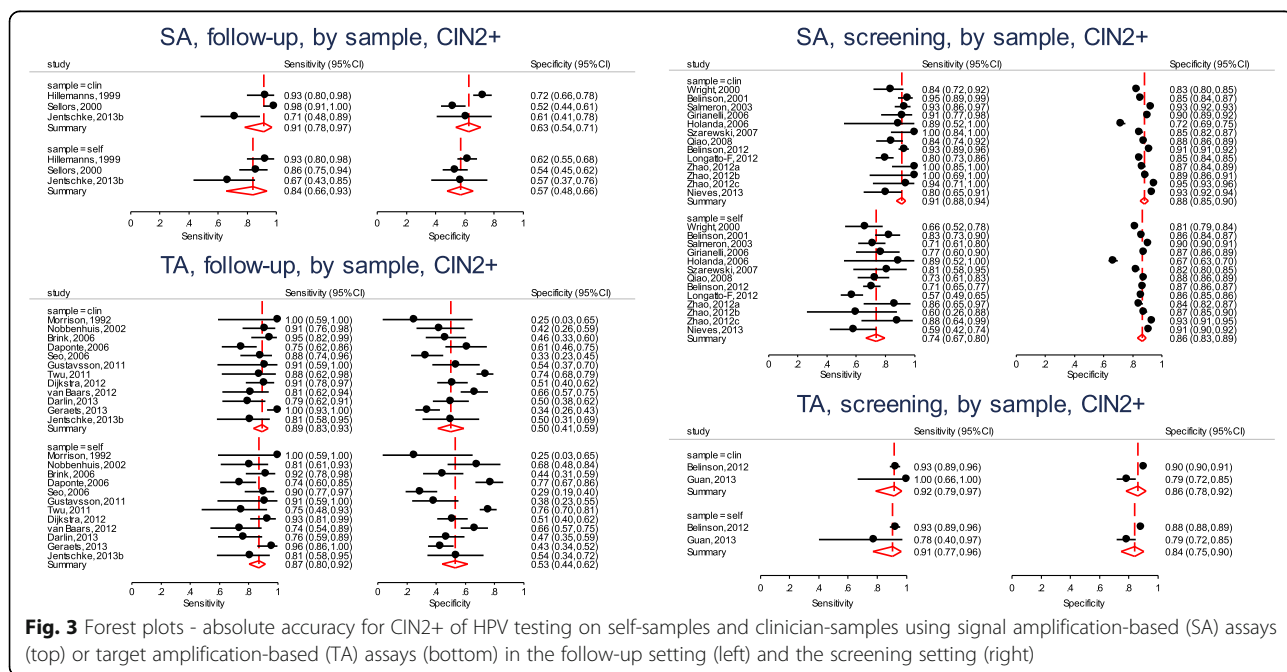 SA, follow-up, by sample, CIN2+
study Sensitivity (95%CI) Specificity (95%CI)
sample = clin
Hillemanns, 1999 0.93 (0.80, 0.98) 0.72 (0.66, 0.78)
Sellors, 2000 0.98 (0.91, 1.00) 0.52 (0.44, 0.61)
Jentschke, 2013b 0.71 (0.48, 0.89) 0.61 (0.41, 0.78)
Summary 0.91 (0.78, 0.97) 0.63 (0.54, 0.71)
sample = self
Hillemanns, 1999 0.93 (0.80, 0.98) 0.62 (0.55, 0.68)
Sellors, 2000 0.86 (0.75, 0.94) 0.54 (0.45, 0.62)
Jentschke, 2013b 0.67 (0.43, 0.85) 0.57 (0.37, 0.76)
Summary 0.84 (0.66, 0.93) 0.57 (0.48, 0.66)
0 .2 .4 .6 .8 1 0 .2 .4 .6 .8 1
Sensitivity Specificity
TA, follow-up, by sample, CIN2+
study Sensitivity (95%CI) Specificity (95%CI)
sample = clin
Morrison, 1992 1.00 (0.59, 1.00) 0.25 (0.03, 0.65)
Nobbenhuis, 2002 0.91 (0.76, 0.98) 0.42 (0.26, 0.59)
Brink, 2006 0.95 (0.82, 0.99) 0.46 (0.33, 0.60)
Daponte, 2006 0.75 (0.62, 0.86) 0.61 (0.46, 0.75)
Seo, 2006 0.88 (0.74, 0.96) 0.33 (0.23, 0.45)
Gustavsson, 2011 0.91 (0.59, 1.00) 0.54 (0.37, 0.70)
Twu, 2011 0.88 (0.62, 0.98) 0.74 (0.68, 0.79)
Dijkstra, 2012 0.91 (0.78, 0.97) 0.51 (0.40, 0.62)
van Baars, 2012 0.81 (0.62, 0.94) 0.66 (0.57, 0.75)
Darlin, 2013 0.79 (0.62, 0.91) 0.50 (0.38, 0.62)
Geraets, 2013 1.00 (0.93, 1.00) 0.34 (0.26, 0.43)
Jentschke, 2013b 0.81 (0.58, 0.95) 0.50 (0.31, 0.69)
Summary 0.89 (0.83, 0.93) 0.50 (0.41, 0.59)
sample = self
Morrison, 1992 1.00 (0.59, 1.00) 0.25 (0.03, 0.65)
Nobbenhuis, 2002 0.81 (0.61, 0.93) 0.68 (0.48, 0.84)
Brink, 2006 0.92 (0.78, 0.98) 0.44 (0.31, 0.59)
Daponte, 2006 0.74 (0.60, 0.85) 0.77 (0.67, 0.86)
Seo, 2006 0.90 (0.77, 0.97) 0.29 (0.19, 0.40)
Gustavsson, 2011 0.91 (0.59, 1.00) 0.38 (0.23, 0.55)
Twu, 2011 0.75 (0.48, 0.93) 0.76 (0.70, 0.81)
Dijkstra, 2012 0.93 (0.81, 0.99) 0.51 (0.40, 0.62)
van Baars, 2012 0.74 (0.54, 0.89) 0.66 (0.57, 0.75)
Darlin, 2013 0.76 (0.59, 0.89) 0.47 (0.35, 0.59)
Geraets, 2013 0.96 (0.86, 1.00) 0.43 (0.34, 0.52)
Jentschke, 2013b 0.81 (0.58, 0.95) 0.54 (0.34, 0.72)
Summary 0.87 (0.80, 0.92) 0.53 (0.44, 0.62)
0 .2 .4 .6 .8 1 0 .2 .4 .6 .8 1
Sensitivity Specificity
SA, screening, by sample, CIN2+
study Sensitivity (95%CI) Specificity (95%CI)
sample = clin
Wright, 2000 0.84 (0.72, 0.92) 0.83 (0.80, 0.85)
Belinson, 2001 0.95 (0.89, 0.99) 0.85 (0.84, 0.87)
Salmeron, 2003 0.93 (0.86, 0.97) 0.93 (0.92, 0.93)
Girianelli, 2006 0.91 (0.77, 0.98) 0.90 (0.89, 0.92)
Holanda, 2006 0.89 (0.52, 1.00) 0.72 (0.69, 0.75)
Szarewski, 2007 1.00 (0.84, 1.00) 0.85 (0.82, 0.87)
Qiao, 2008 0.84 (0.74, 0.92) 0.88 (0.86, 0.89)
Belinson, 2012 0.93 (0.89, 0.96) 0.91 (0.91, 0.92)
Longatto-F, 2012 0.80 (0.73, 0.86) 0.85 (0.84, 0.85)
Zhao, 2012a 1.00 (0.85, 1.00) 0.87 (0.84, 0.89)
Zhao, 2012b 1.00 (0.69, 1.00) 0.89 (0.86, 0.91)
Zhao, 2012c 0.94 (0.71, 1.00) 0.95 (0.93, 0.96)
Nieves, 2013 0.80 (0.65, 0.91) 0.93 (0.92, 0.94)
Summary 0.91 (0.88, 0.94) 0.88 (0.85, 0.90)
sample = self
Wright, 2000 0.66 (0.52, 0.78) 0.81 (0.79, 0.84)
Belinson, 2001 0.83 (0.73, 0.90) 0.86 (0.84, 0.87)
Salmeron, 2003 0.71 (0.61, 0.80) 0.90 (0.90, 0.91)
Girianelli, 2006 0.77 (0.60, 0.90) 0.87 (0.86, 0.89)
Holanda, 2006 0.89 (0.52, 1.00) 0.67 (0.63, 0.70)
Szarewski, 2007 0.81 (0.58, 0.95) 0.82 (0.80, 0.85)
Qiao, 2008 0.73 (0.61, 0.83) 0.88 (0.86, 0.89)
Belinson, 2012 0.71 (0.65, 0.77) 0.87 (0.86, 0.87)
Longatto-F, 2012 0.57 (0.49, 0.65) 0.86 (0.85, 0.86)
Zhao, 2012a 0.86 (0.65, 0.97) 0.84 (0.82, 0.87)
Zhao, 2012b 0.60 (0.26, 0.88) 0.87 (0.85, 0.90)
Zhao, 2012c 0.88 (0.64, 0.99) 0.93 (0.91, 0.95)
Nieves, 2013 0.59 (0.42, 0.74) 0.91 (0.90, 0.92)
Summary 0.74 (0.67, 0.80) 0.86 (0.83, 0.89)
0 .2 .4 .6 .8 1 0 .2 .4 .6 .8 1
Sensitivity Specificity
TA, screening, by sample, CIN2+
study Sensitivity (95%CI) Specificity (95%CI)
sample = clin
Belinson, 2012 0.93 (0.89, 0.96) 0.90 (0.90, 0.91)
Guan, 2013 1.00 (0.66, 1.00) 0.79 (0.72, 0.85)
Summary 0.92 (0.79, 0.97) 0.86 (0.78, 0.92)
sample = self
Belinson, 2012 0.93 (0.89, 0.96) 0.88 (0.88, 0.89)
Guan, 2013 0.78 (0.40, 0.97) 0.79 (0.72, 0.85)
Summary 0.91 (0.77, 0.96) 0.84 (0.75, 0.90)
0 .2 .4 .6 .8 1 0 .2 .4 .6 .8 1
Sensitivity Specificity
Fig. 3 Forest plots - absolute accuracy for CIN2+ of HPV testing on self-samples and clinician-samples using signal amplification-based (SA) assays
(top) or target amplification-based (TA) assays (bottom) in the follow-up setting (left) and the screening setting (right)